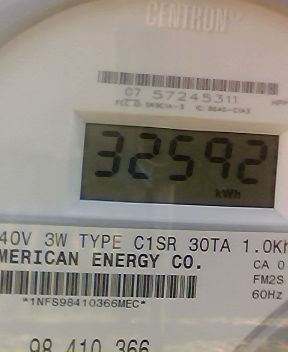 CENTRON®
07 57245311
32592
kWh
40V 3W TYPE C1SR 30TA 1.0Kh
MERICAN ENERGY CO.
CA 0
FM2S
60Hz
*1NFS98410366MEC*
98 410 366